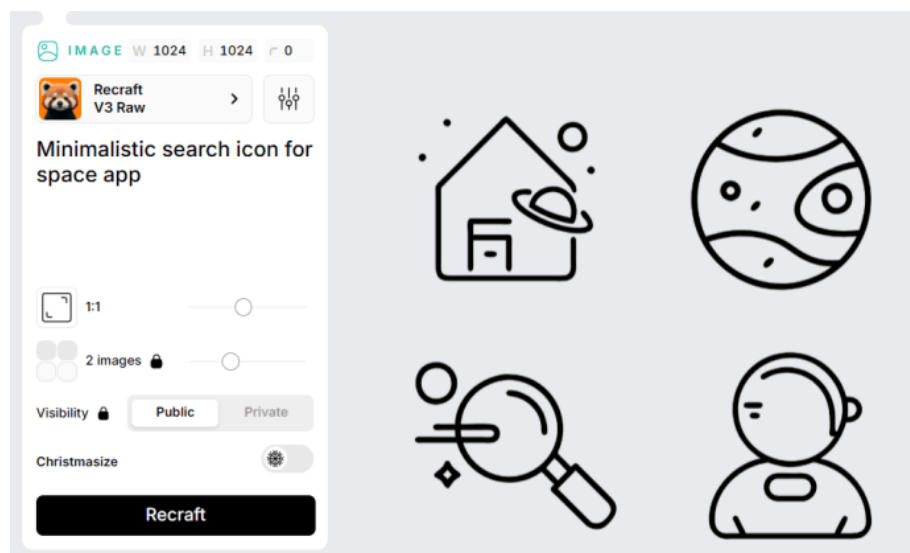 IMAGE W 1024 H 1024 0
Recraft
V3 Raw
Minimalistic search icon for
space app
1:1
2 images
Visibility Public Private
Christmasize
Recraft